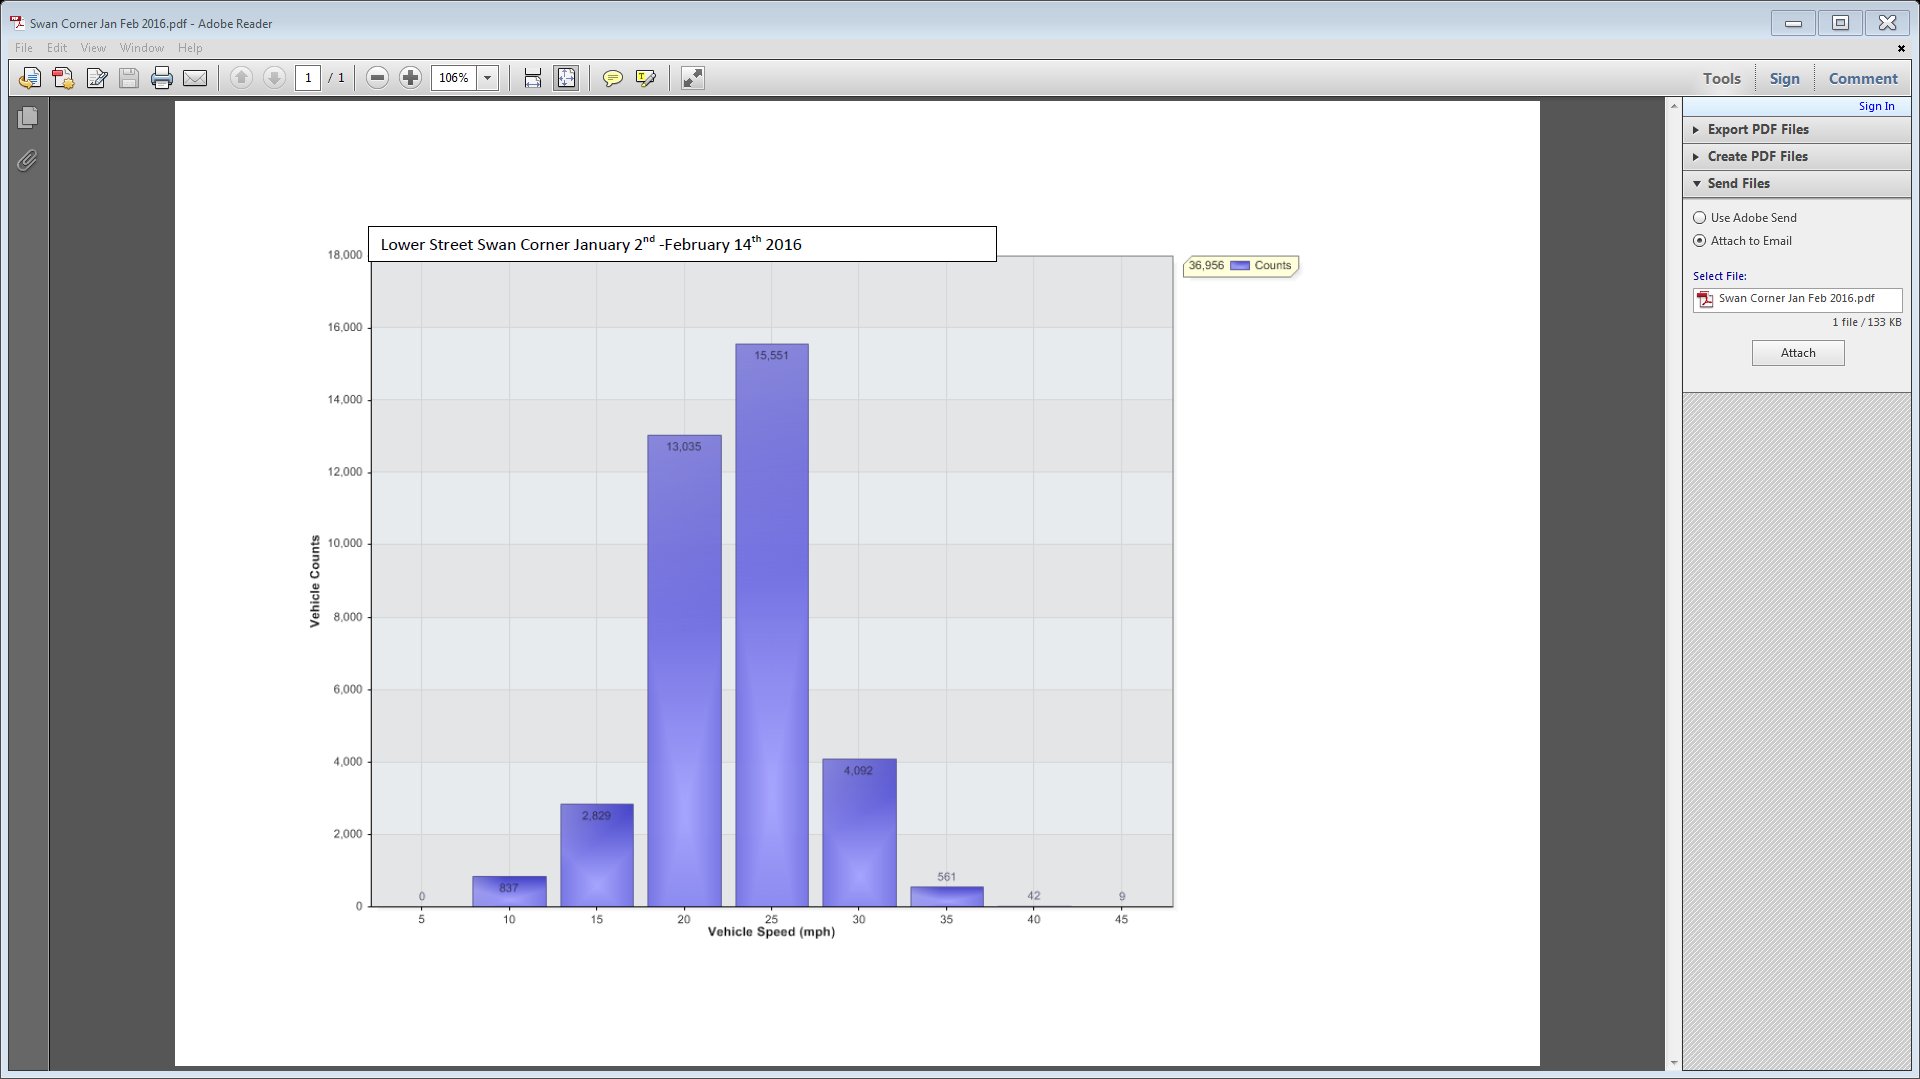 Swan Corner Jan Feb 2016.pdf - Adobe Reader
File Edit View Window Help
1 / 1 106% Tools Sign Comment
Sign In
Export PDF Files
Create PDF Files
Send Files
Use Adobe Send
Attach to Email
Select File:
Swan Corner Jan Feb 2016.pdf
1 file / 133 KB
Attach
Lower Street Swan Corner January 2nd -February 14th 2016
36,956 Counts
18,000
16,000
14,000
12,000
10,000
8,000
6,000
4,000
2,000
0
Vehicle Counts
0 837 2,829 13,035 15,551 4,092 561 42 9
5 10 15 20 25 30 35 40 45
Vehicle Speed (mph)